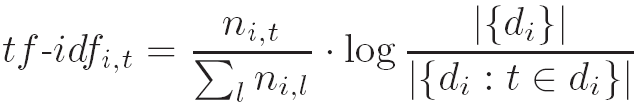 tf-idf_{i,t} = \frac{n_{i,t}}{\sum_l n_{i,l}} \cdot \log \frac{|\{d_i\}|}{|\{d_i : t \in d_i\}|}